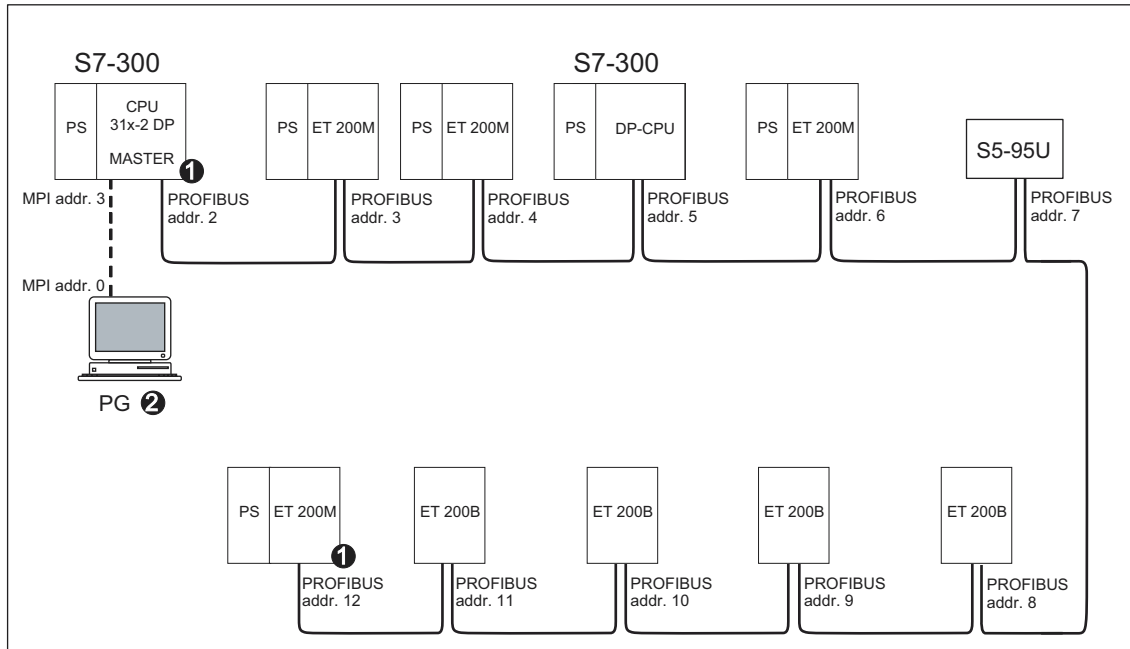 S7-300
S7-300
PS
CPU
31x-2 DP
MASTER
1
PS
ET 200M
PS
ET 200M
PS
DP-CPU
PS
ET 200M
S5-95U
MPI addr. 3
PROFIBUS
addr. 2
PROFIBUS
addr. 3
PROFIBUS
addr. 4
PROFIBUS
addr. 5
PROFIBUS
addr. 6
PROFIBUS
addr. 7
MPI addr. 0
PG 2
PS
ET 200M
1
ET 200B
ET 200B
ET 200B
ET 200B
PROFIBUS
addr. 12
PROFIBUS
addr. 11
PROFIBUS
addr. 10
PROFIBUS
addr. 9
PROFIBUS
addr. 8